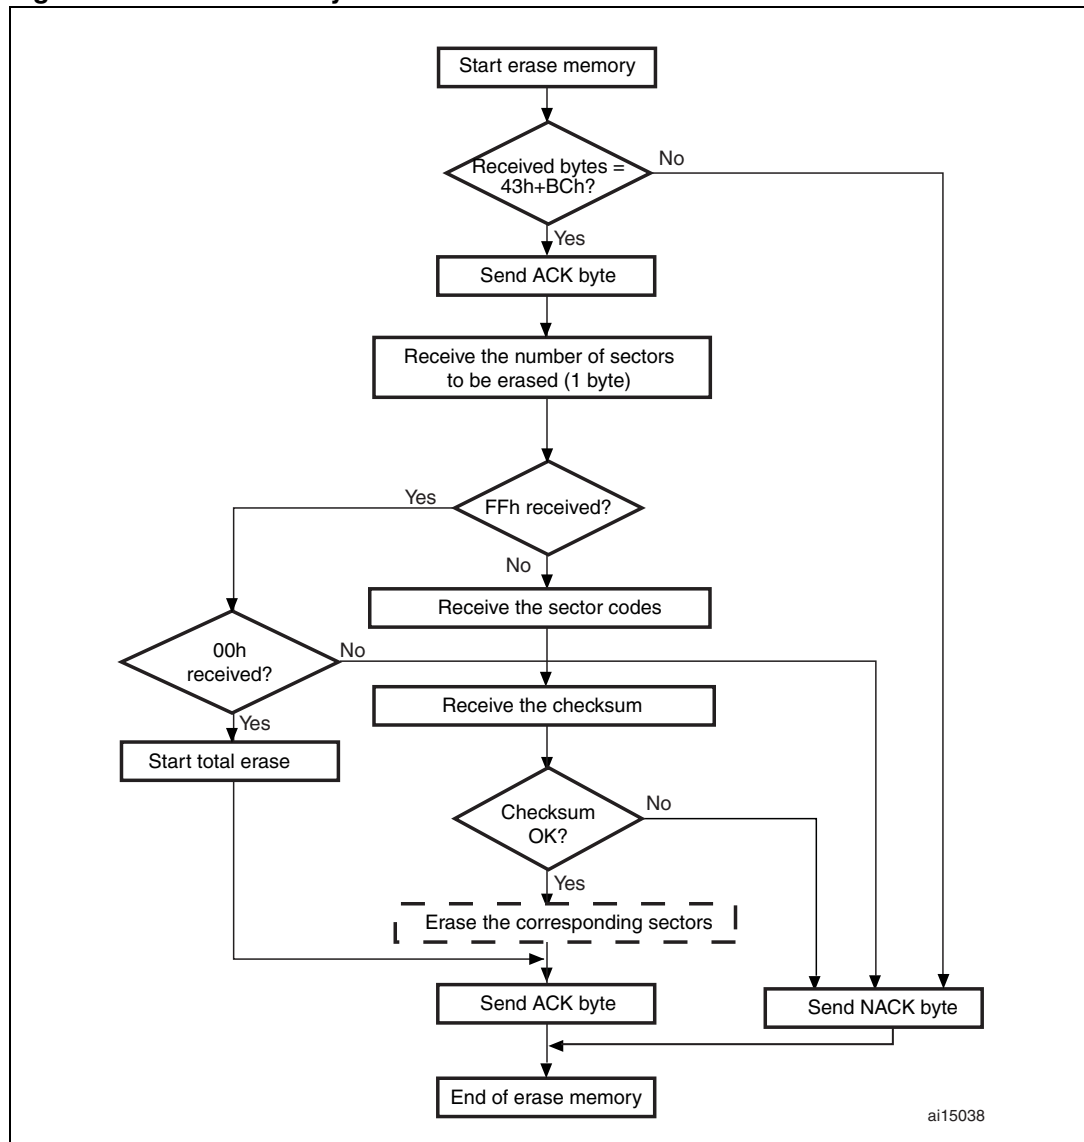 Start erase memory
Received bytes =
43h+BCh?
No
Yes
Send ACK byte
Receive the number of sectors
to be erased (1 byte)
FFh received?
Yes
No
Receive the sector codes
00h
received?
No
Yes
Receive the checksum
Start total erase
Checksum
OK?
No
Yes
Erase the corresponding sectors
Send ACK byte
Send NACK byte
End of erase memory
ai15038